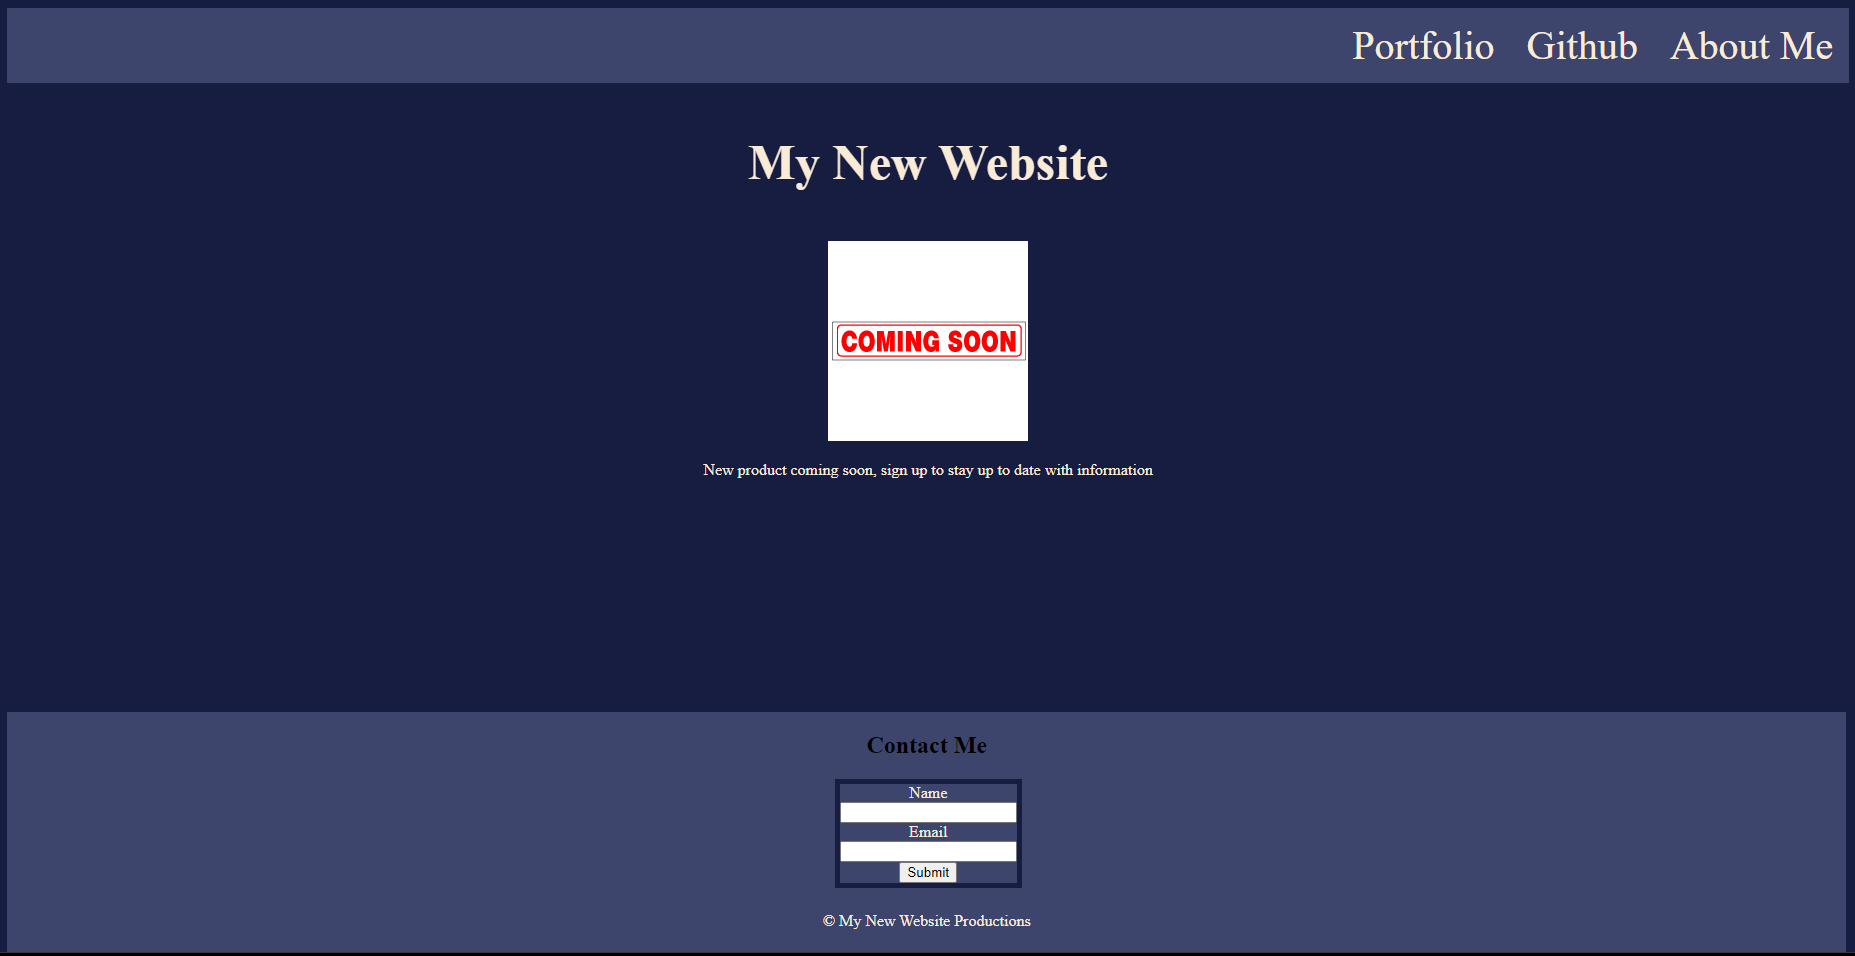 Portfolio Github About Me
My New Website
COMING SOON
New product coming soon, sign up to stay up to date with information
Contact Me
Name
Email
Submit
© My New Website Productions